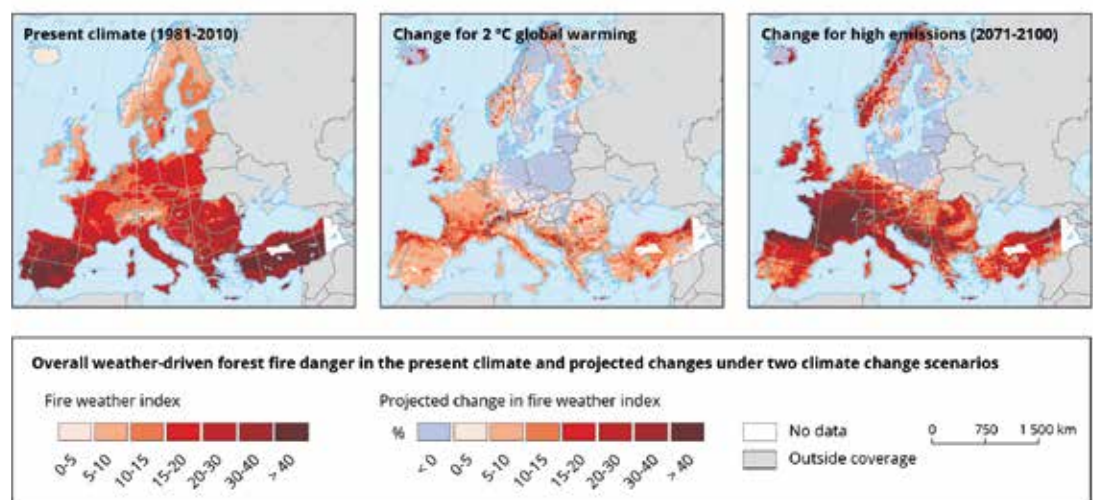 Present climate (1981-2010)
Change for 2 °C global warming
Change for high emissions (2071-2100)
Overall weather-driven forest fire danger in the present climate and projected changes under two climate change scenarios
Fire weather index
0-5
5-10
10-15
15-20
20-30
30-40
> 40
Projected change in fire weather index
%
< 0
0-5
5-10
10-15
15-20
20-30
30-40
> 40
No data
Outside coverage
0 750 1 500 km